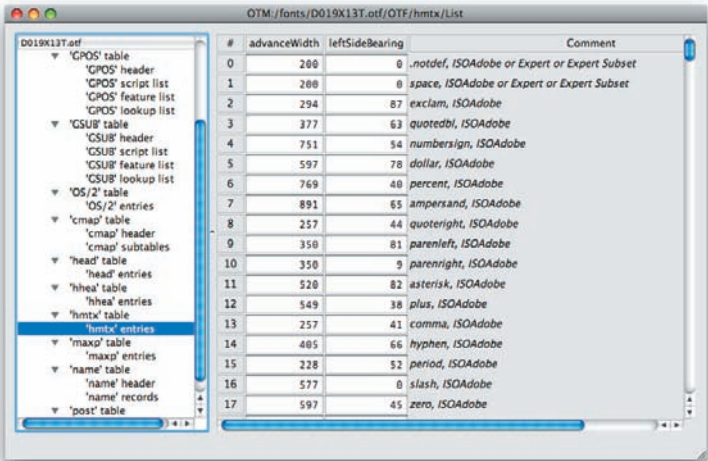 OTM:/fonts/D019X13T.otf/OTF/hmtx/List
D019X13T.otf
'GPOS' table
'GPOS' header
'GPOS' script list
'GPOS' feature list
'GPOS' lookup list
'GSUB' table
'GSUB' header
'GSUB' script list
'GSUB' feature list
'GSUB' lookup list
'OS/2' table
'OS/2' entries
'cmap' table
'cmap' header
'cmap' subtables
'head' table
'head' entries
'hhea' table
'hhea' entries
'hmtx' table
'hmtx' entries
'maxp' table
'maxp' entries
'name' table
'name' header
'name' records
'post' table
# advanceWidth leftSideBearing Comment
0 200 0 .notdef, ISOAdobe or Expert or Expert Subset
1 200 0 space, ISOAdobe or Expert or Expert Subset
2 294 87 exclam, ISOAdobe
3 377 63 quotedbl, ISOAdobe
4 751 54 numbersign, ISOAdobe
5 597 78 dollar, ISOAdobe
6 769 40 percent, ISOAdobe
7 891 65 ampersand, ISOAdobe
8 257 44 quoteright, ISOAdobe
9 350 81 parenleft, ISOAdobe
10 350 9 parenright, ISOAdobe
11 520 82 asterisk, ISOAdobe
12 549 38 plus, ISOAdobe
13 257 41 comma, ISOAdobe
14 405 66 hyphen, ISOAdobe
15 228 52 period, ISOAdobe
16 577 0 slash, ISOAdobe
17 597 45 zero, ISOAdobe